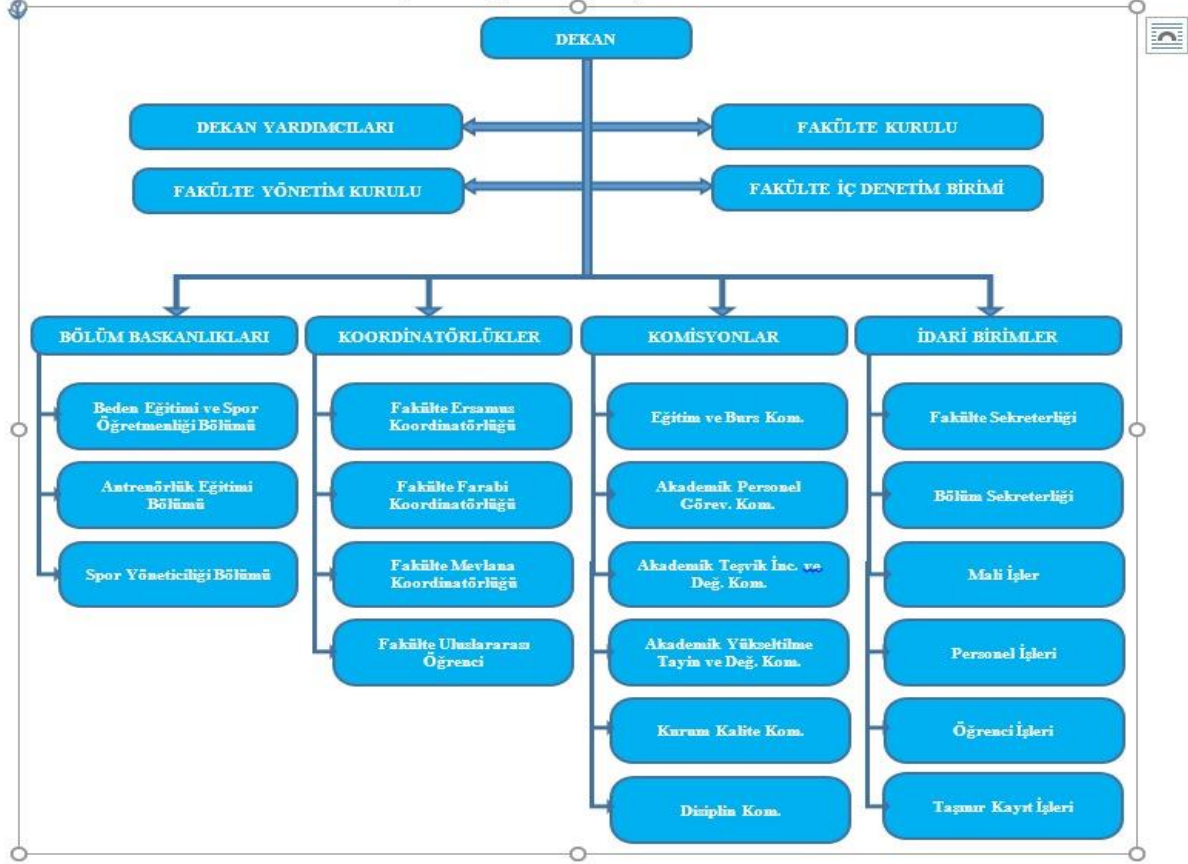 DEKAN
DEKAN YARDIMCILARI
FAKÜLTE KURULU
FAKÜLTE YÖNETİM KURULU
FAKÜLTE İÇ DENETİM BİRİMİ
BÖLÜM BASKANLIKLARI
Beden Eğitimi ve Spor
Öğretmenliği Bölümü
Antrenörlük Eğitimi
Bölümü
Spor Yöneticiliği Bölümü
KOORDİNATÖRLÜKLER
Fakülte Ersamus
Koordinatörlüğü
Fakülte Farabi
Koordinatörlüğü
Fakülte Mevlana
Koordinatörlüğü
Fakülte Uluslararası
Öğrenci
KOMİSYONLAR
Eğitim ve Burs Kom.
Akademik Personel
Görev. Kom.
Akademik Teşvik İnc. ve
Değ. Kom.
Akademik Yükseltilme
Tayin ve Değ. Kom.
Kurum Kalite Kom.
Disiplin Kom.
İDARİ BİRİMLER
Fakülte Sekreterliği
Bölüm Sekreterliği
Mali İşler
Personel İşleri
Öğrenci İşleri
Taşınır Kayıt İşleri